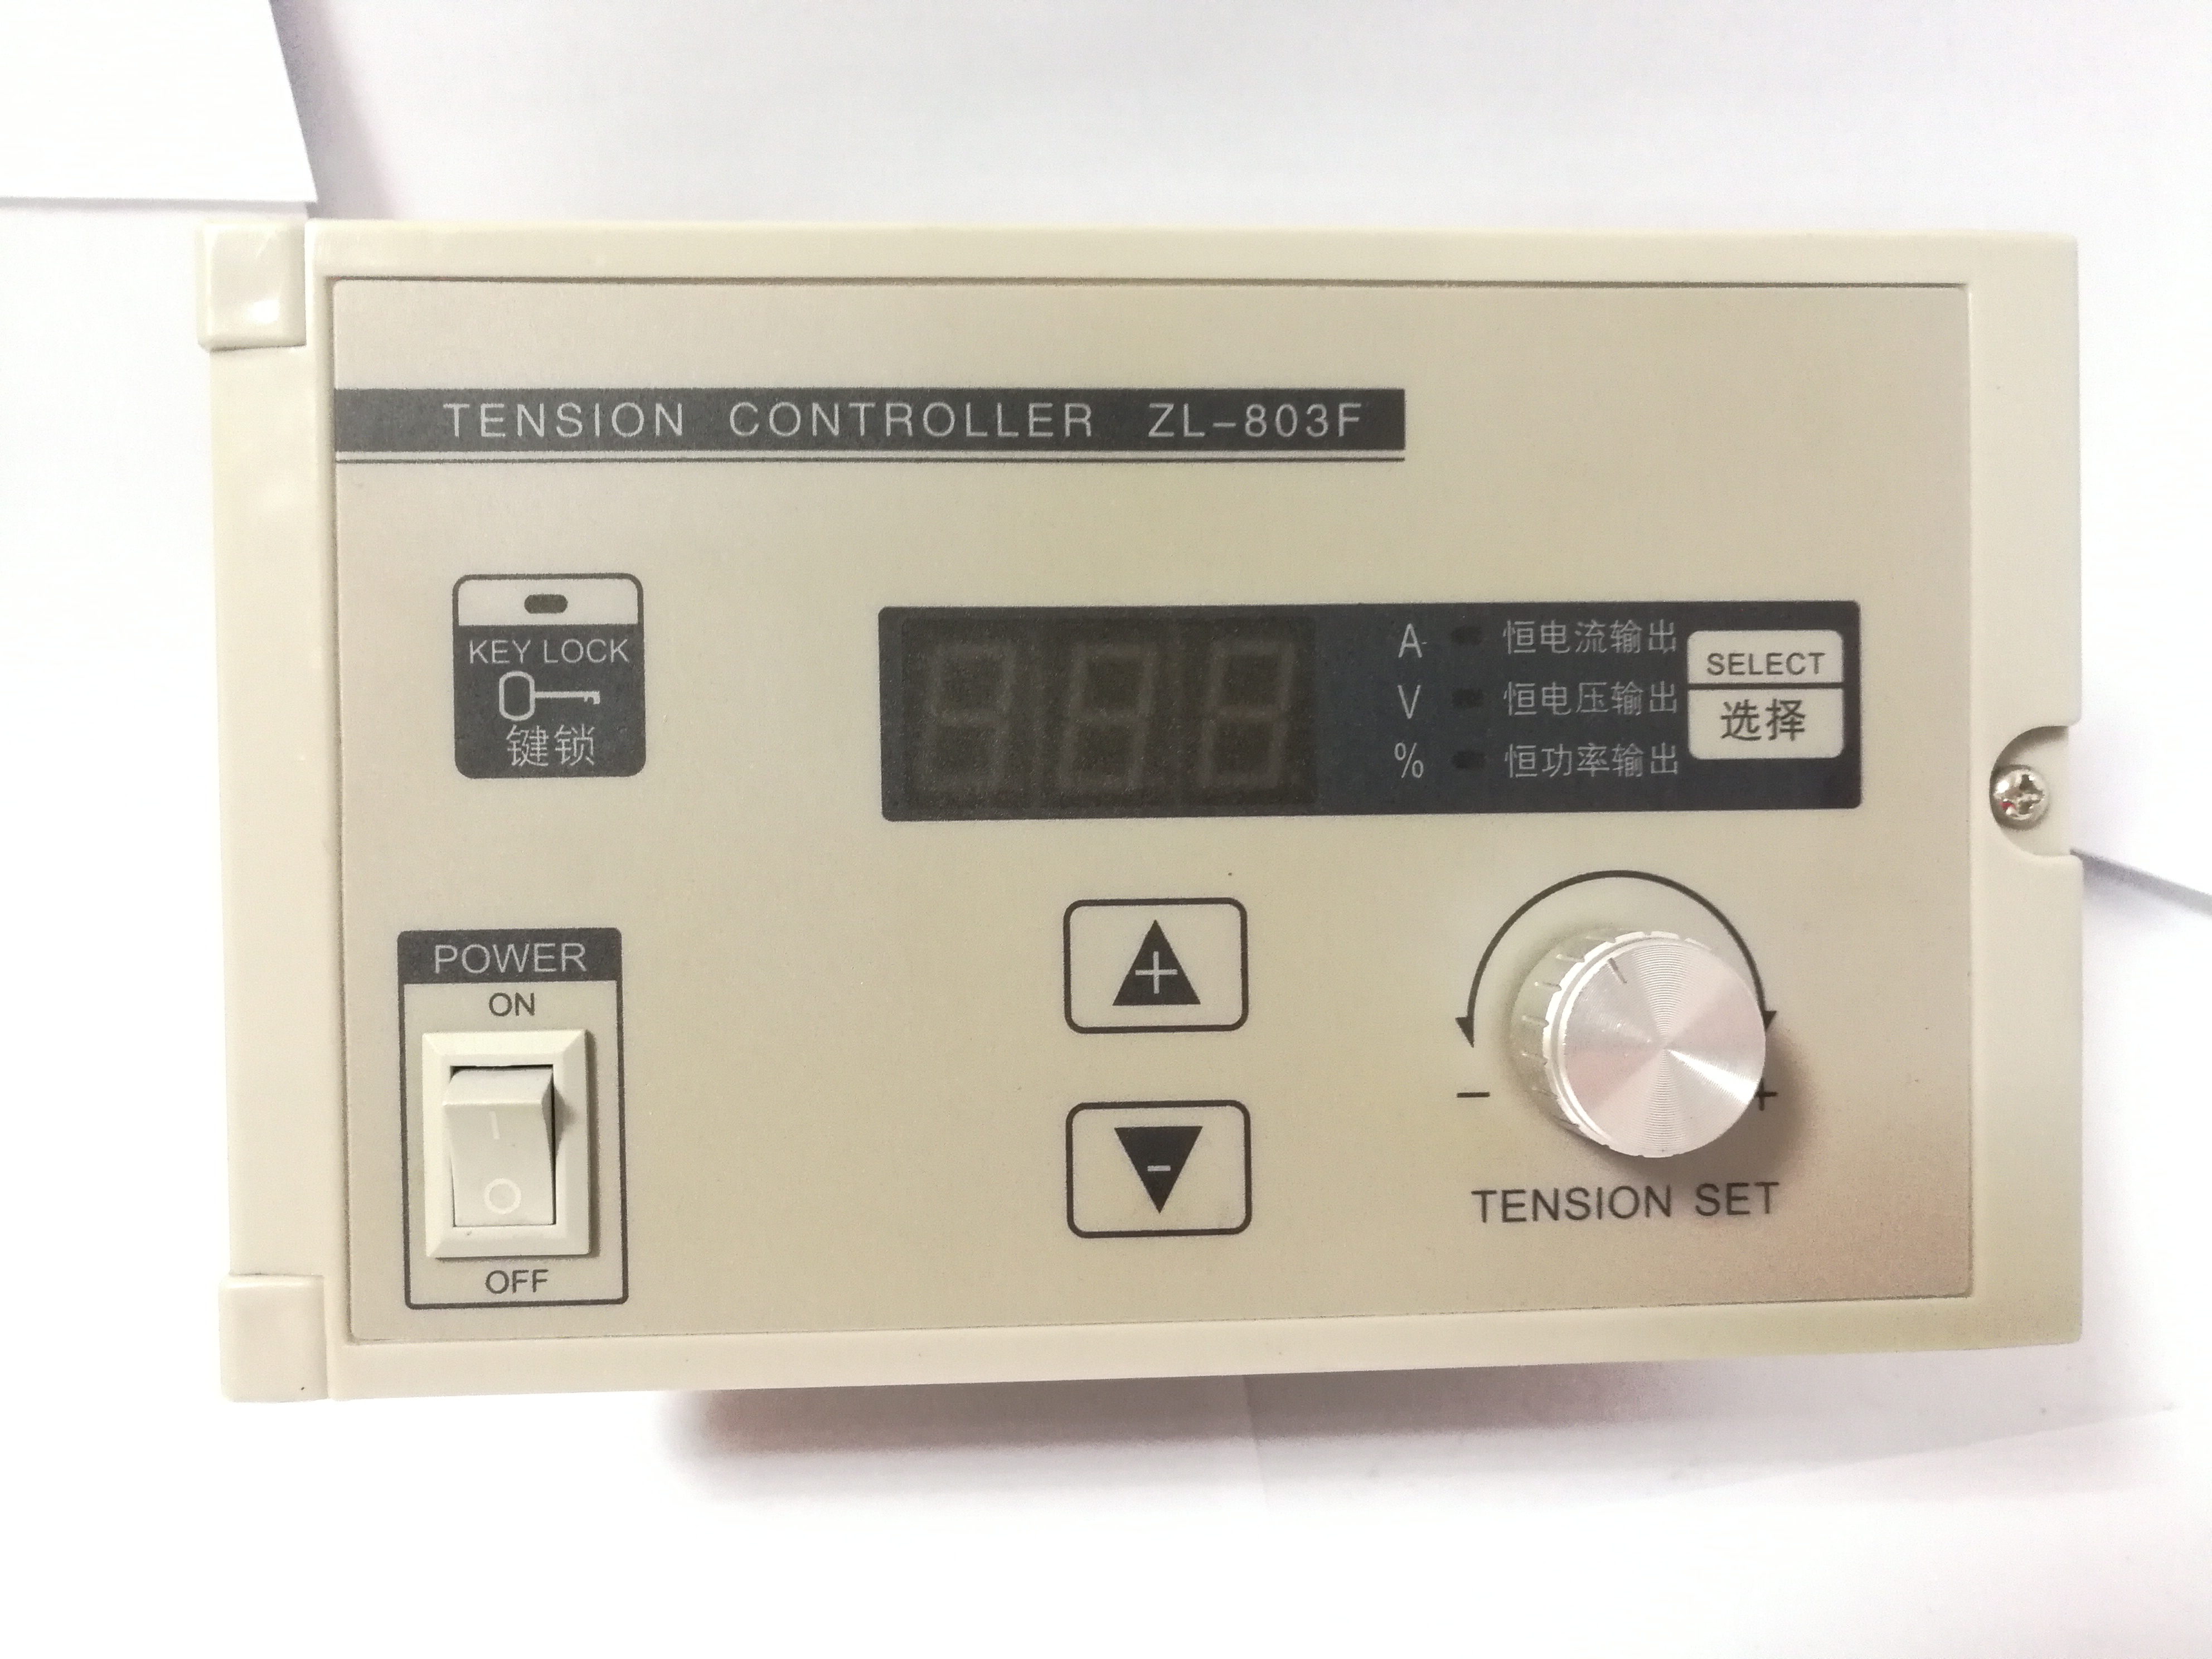 TENSION CONTROLLER ZL-803F
KEY LOCK
键锁
A 恒电流输出
V 恒电压输出
% 恒功率输出
SELECT
选择
POWER
ON
OFF
+
-
- +
TENSION SET